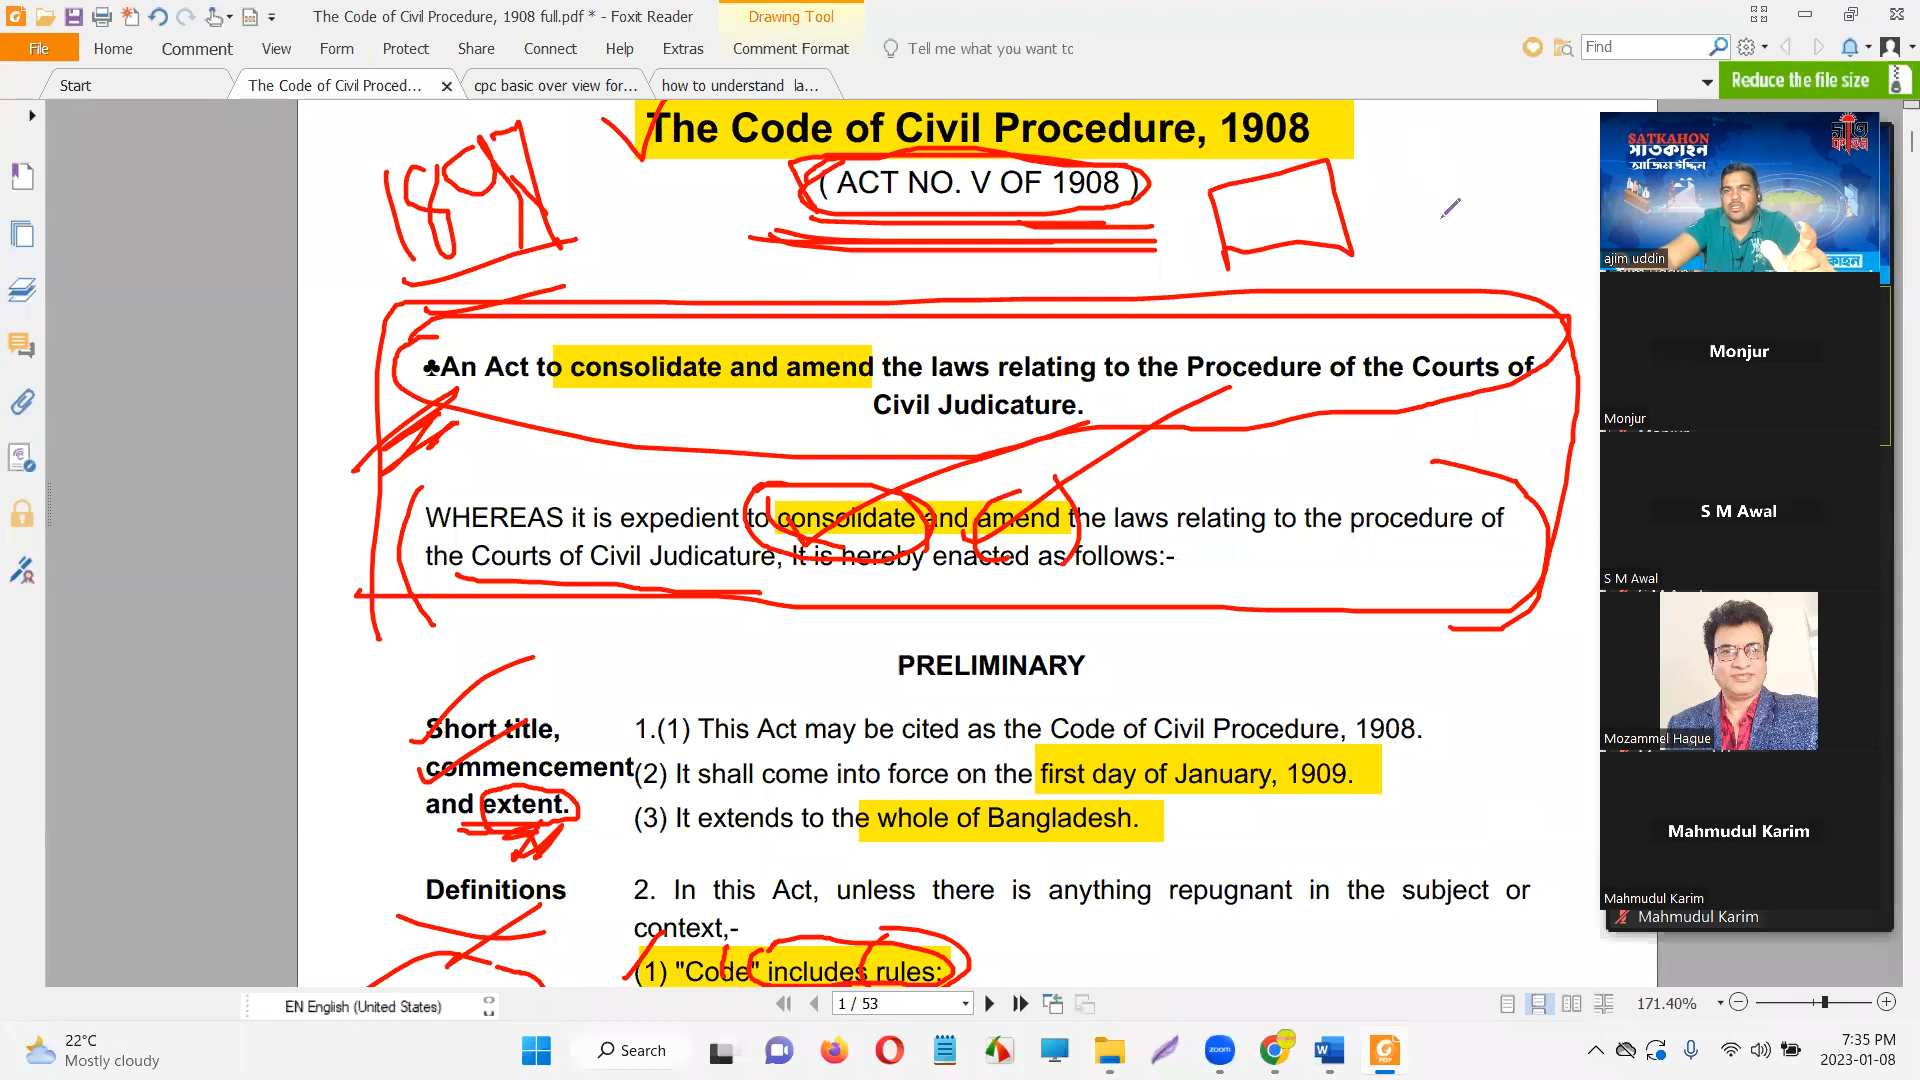 The Code of Civil Procedure, 1908 full.pdf * - Foxit Reader
Drawing Tool
File Home Comment View Form Protect Share Connect Help Extras Comment Format Tell me what you want to Find
Start The Code of Civil Proced... cpc basic over view for... how to understand la...
Reduce the file size
The Code of Civil Procedure, 1908
( ACT NO. V OF 1908 )
♣An Act to consolidate and amend the laws relating to the Procedure of the Courts of
Civil Judicature.
WHEREAS it is expedient to consolidate and amend the laws relating to the procedure of
the Courts of Civil Judicature, It is hereby enacted as follows:-
PRELIMINARY
Short title,
commencement
and extent.
1.(1) This Act may be cited as the Code of Civil Procedure, 1908.
(2) It shall come into force on the first day of January, 1909.
(3) It extends to the whole of Bangladesh.
Definitions
2. In this Act, unless there is anything repugnant in the subject or
context,-
(1) "Code" includes rules:
SATKAHON
সাতকাহন
আজিমউদ্দিন
ajim uddin
Monjur
Monjur
S M Awal
S M Awal
Mozammel Haque
Mahmudul Karim
Mahmudul Karim
Mahmudul Karim
EN English (United States)
1 / 53
171.40%
22°C
Mostly cloudy
Search
zoom
7:35 PM
2023-01-08